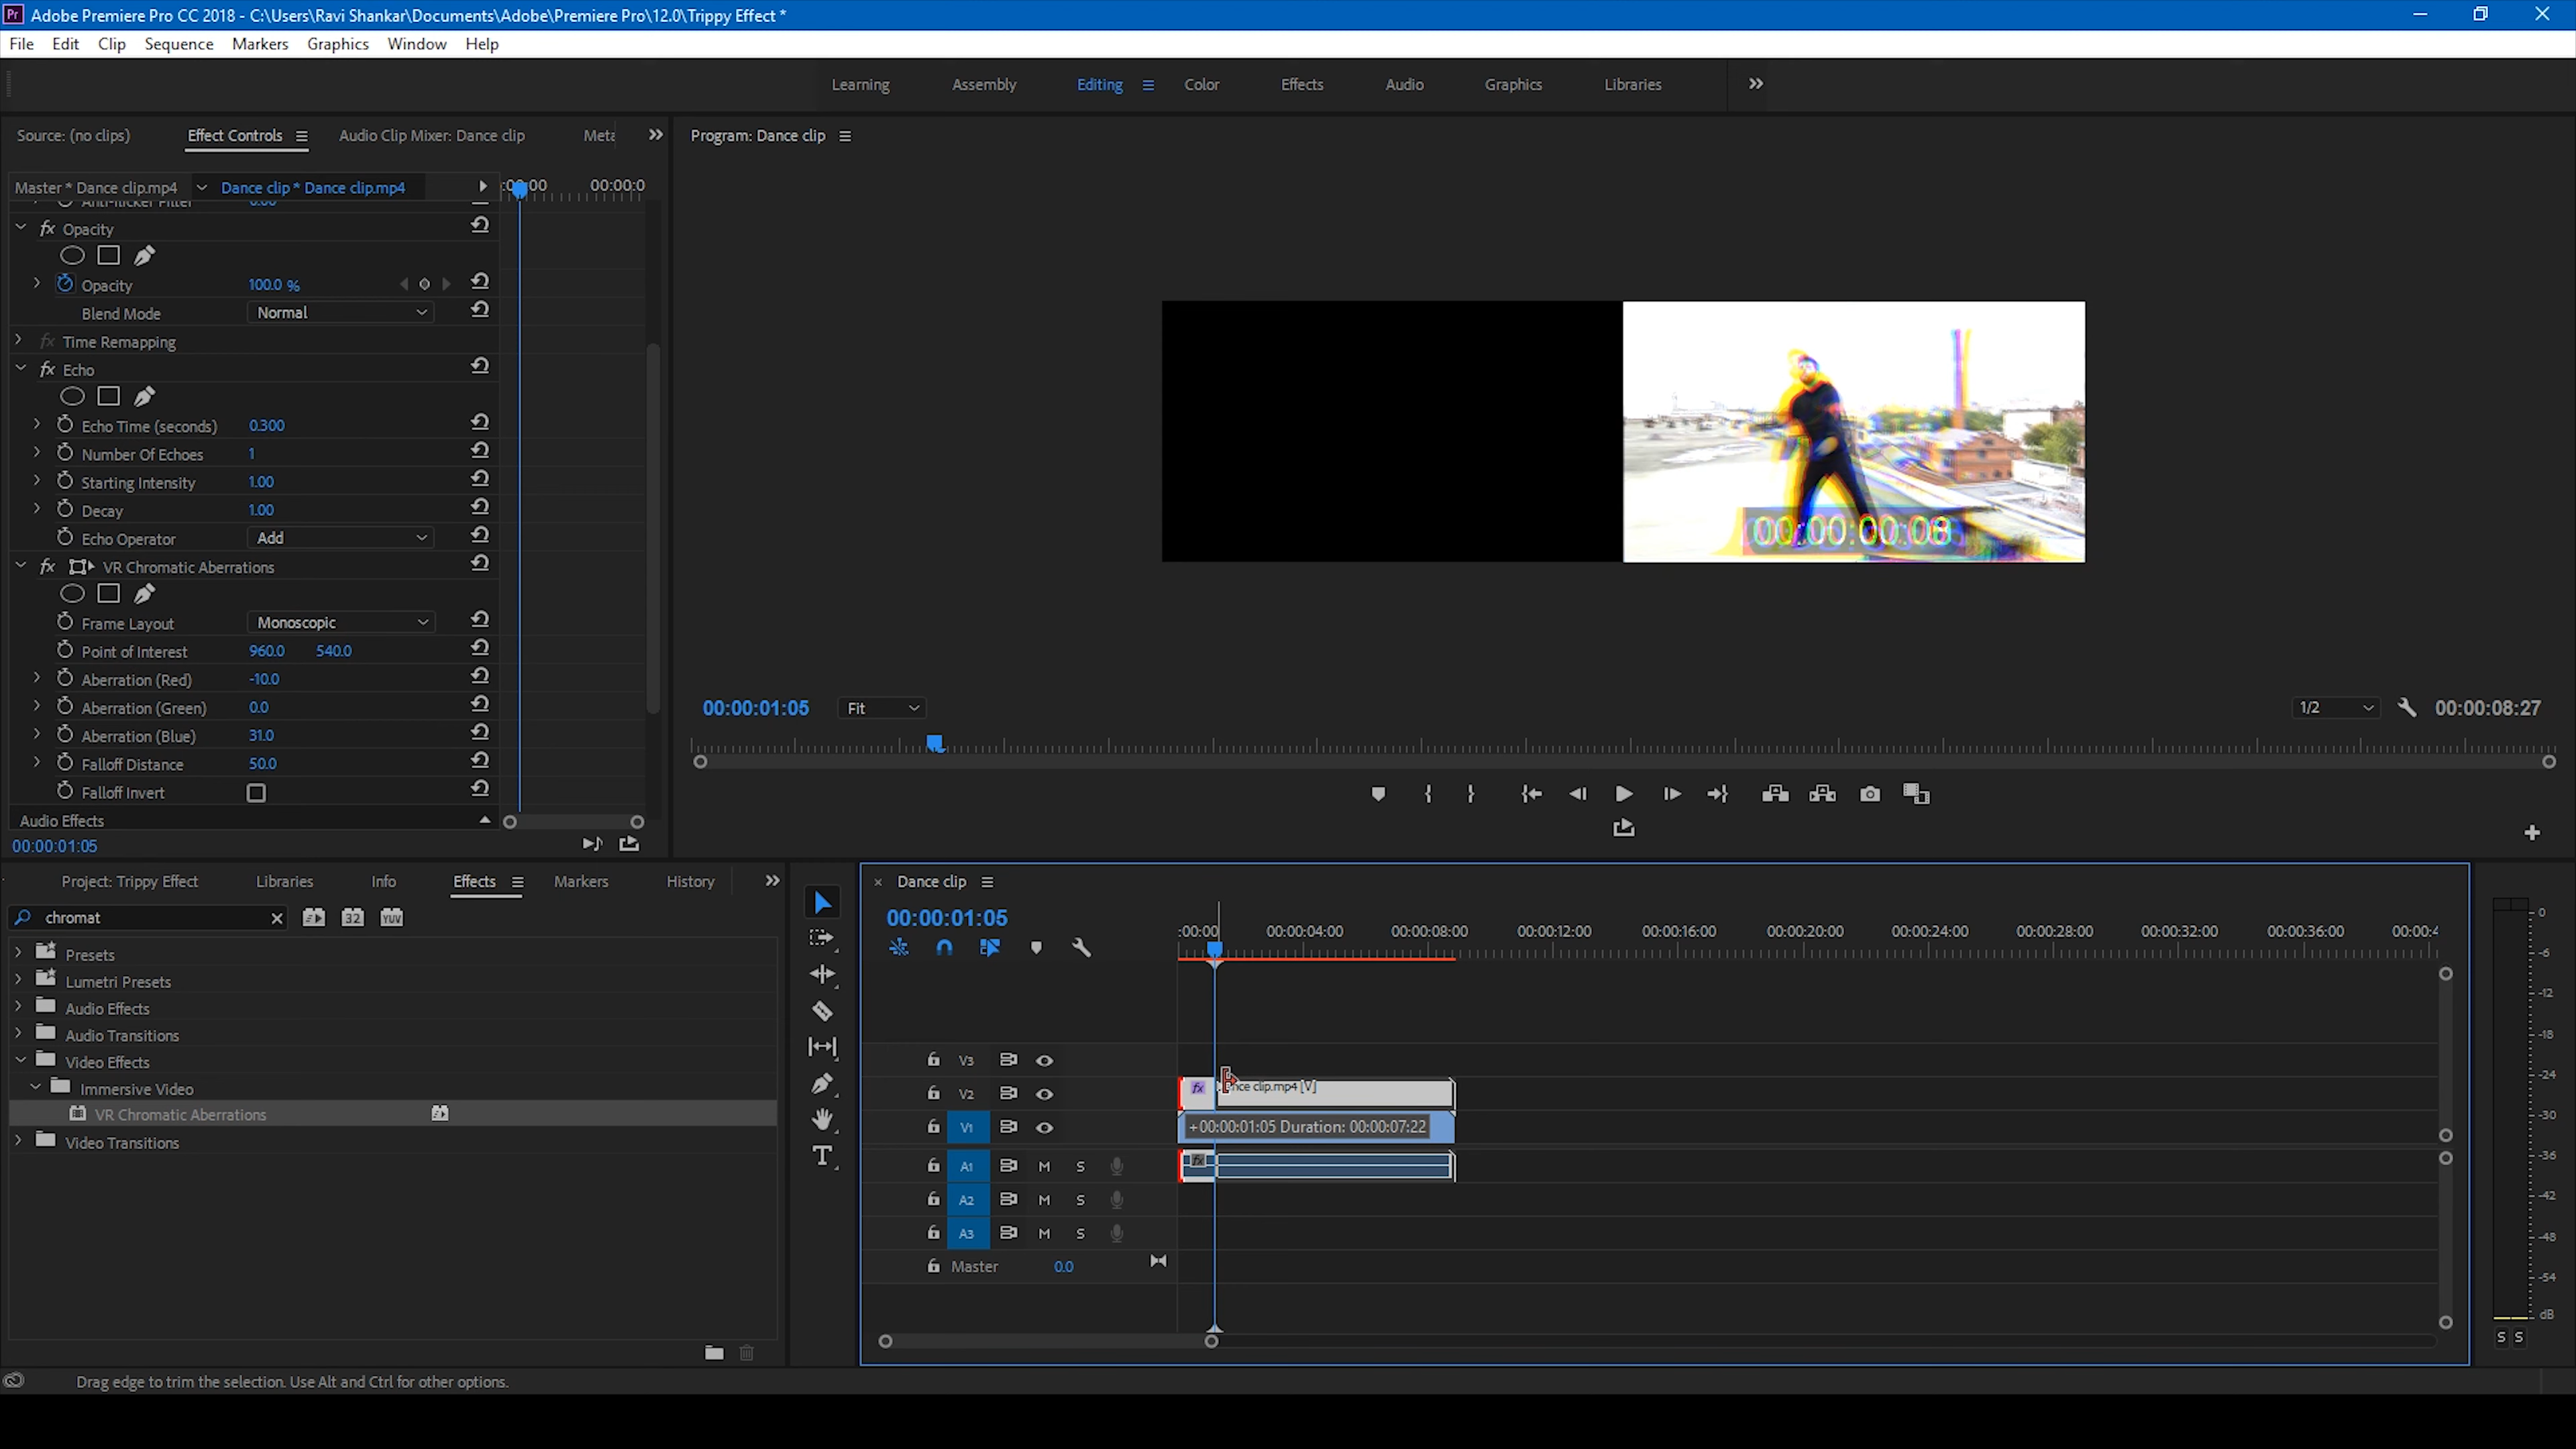 Adobe Premiere Pro CC 2018 - C:\Users\Ravi Shankar\Documents\Adobe\Premiere Pro\12.0\Trippy Effect *
File Edit Clip Sequence Markers Graphics Window Help
Learning Assembly Editing Color Effects Audio Graphics Libraries
Source: (no clips) Effect Controls Audio Clip Mixer: Dance clip Meta
Program: Dance clip
Master * Dance clip.mp4 Dance clip * Dance clip.mp4 :00:00 00:00:0
Anti-flicker Filter 0.00
fx Opacity
Opacity 100.0 %
Blend Mode Normal
fx Time Remapping
fx Echo
Echo Time (seconds) 0.300
Number Of Echoes 1
Starting Intensity 1.00
Decay 1.00
Echo Operator Add
fx VR Chromatic Aberrations
Frame Layout Monoscopic
Point of Interest 960.0 540.0
Aberration (Red) -10.0
Aberration (Green) 0.0
Aberration (Blue) 31.0
Falloff Distance 50.0
Falloff Invert
Audio Effects
00:00:01:05
00:00:00:08
00:00:01:05 Fit 1/2 00:00:08:27
Project: Trippy Effect Libraries Info Effects Markers History
chromat 32 YUV
Presets
Lumetri Presets
Audio Effects
Audio Transitions
Video Effects
Immersive Video
VR Chromatic Aberrations
Video Transitions
× Dance clip
00:00:01:05
:00:00 00:00:04:00 00:00:08:00 00:00:12:00 00:00:16:00 00:00:20:00 00:00:24:00 00:00:28:00 00:00:32:00 00:00:36:00 00:00:4
V3
V2 fx nce clip.mp4 [V]
V1 +00:00:01:05 Duration: 00:00:07:22
A1 M S fx
A2 M S
A3 M S
Master 0.0
0
-6
-12
-18
-24
-30
-36
-42
-48
-54
dB
S S
Drag edge to trim the selection. Use Alt and Ctrl for other options.